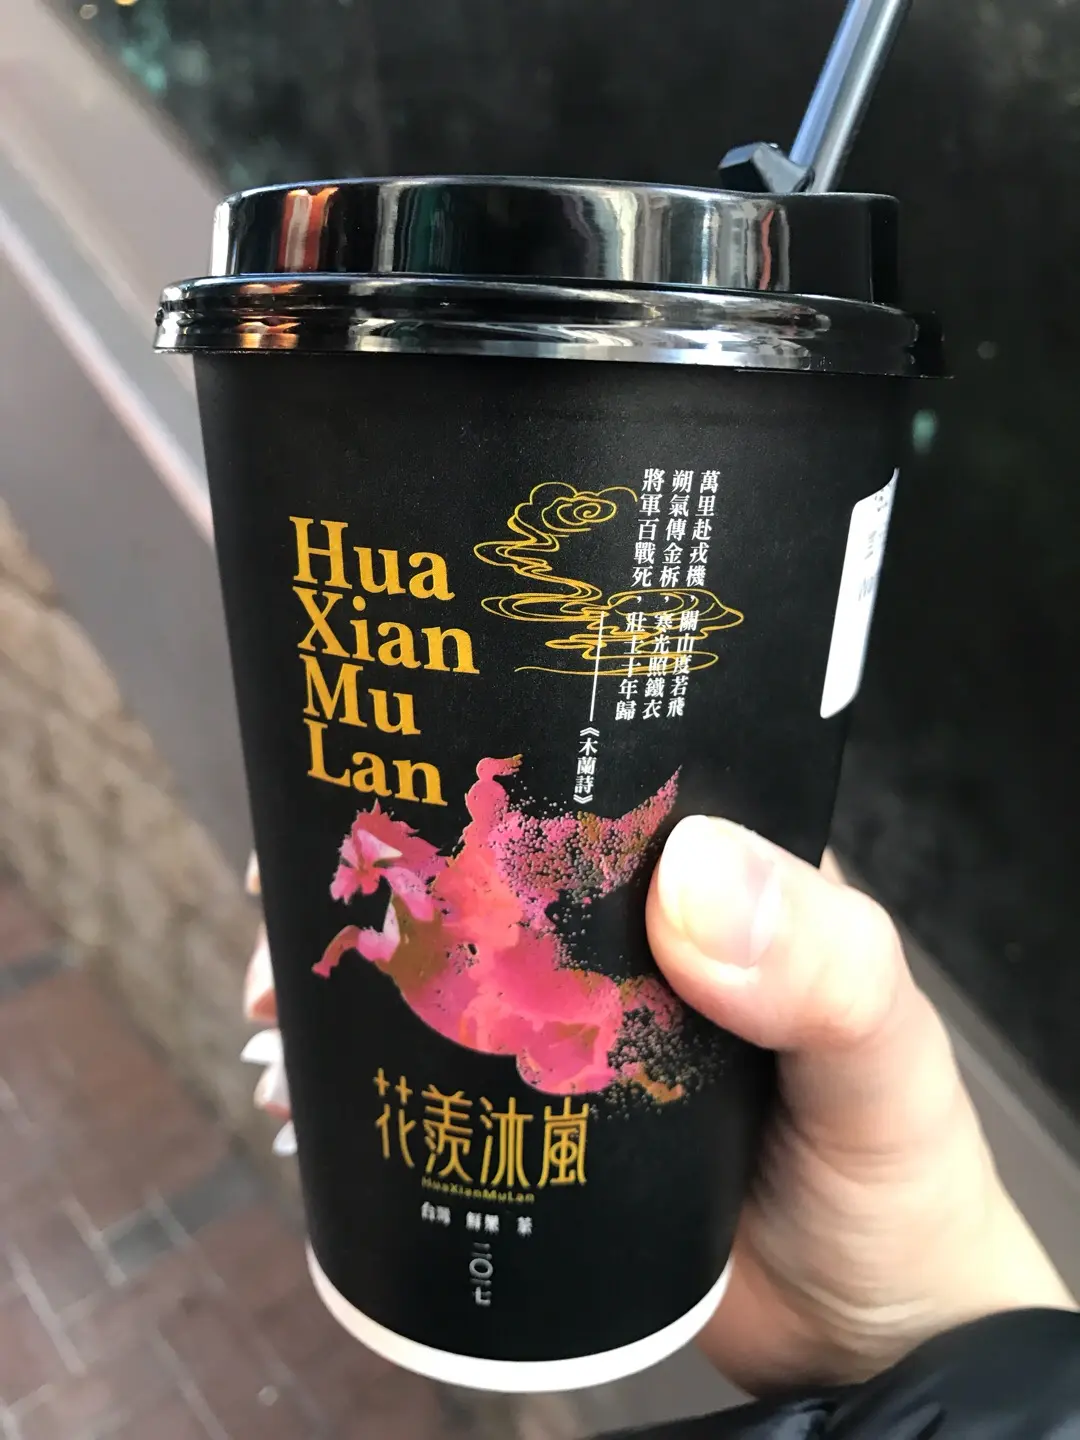 Hua
Xian
Mu
Lan
萬里赴戎機，關山度若飛
朔氣傳金柝，寒光照鐵衣
將軍百戰死，壯士十年歸
——《木蘭詩》
花羨沐嵐
HuaXianMuLan
台灣 鮮果 茶
二〇一七